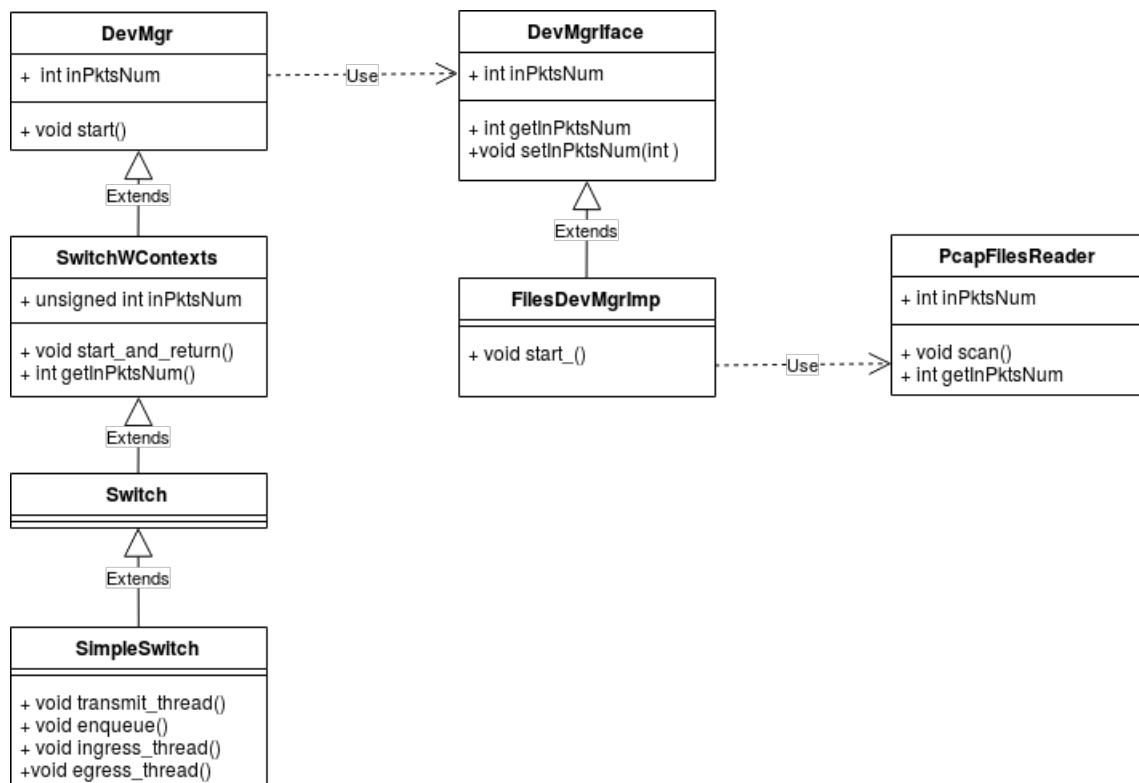 DevMgr
+ int inPktsNum
+ void start()
Use
DevMgrIface
+ int inPktsNum
+ int getInPktsNum
+void setInPktsNum(int )
Extends
Extends
SwitchWContexts
+ unsigned int inPktsNum
+ void start_and_return()
+ int getInPktsNum()
FilesDevMgrImp
+ void start_()
Use
PcapFilesReader
+ int inPktsNum
+ void scan()
+ int getInPktsNum
Extends
Switch
Extends
SimpleSwitch
+ void transmit_thread()
+ void enqueue()
+ void ingress_thread()
+void egress_thread()